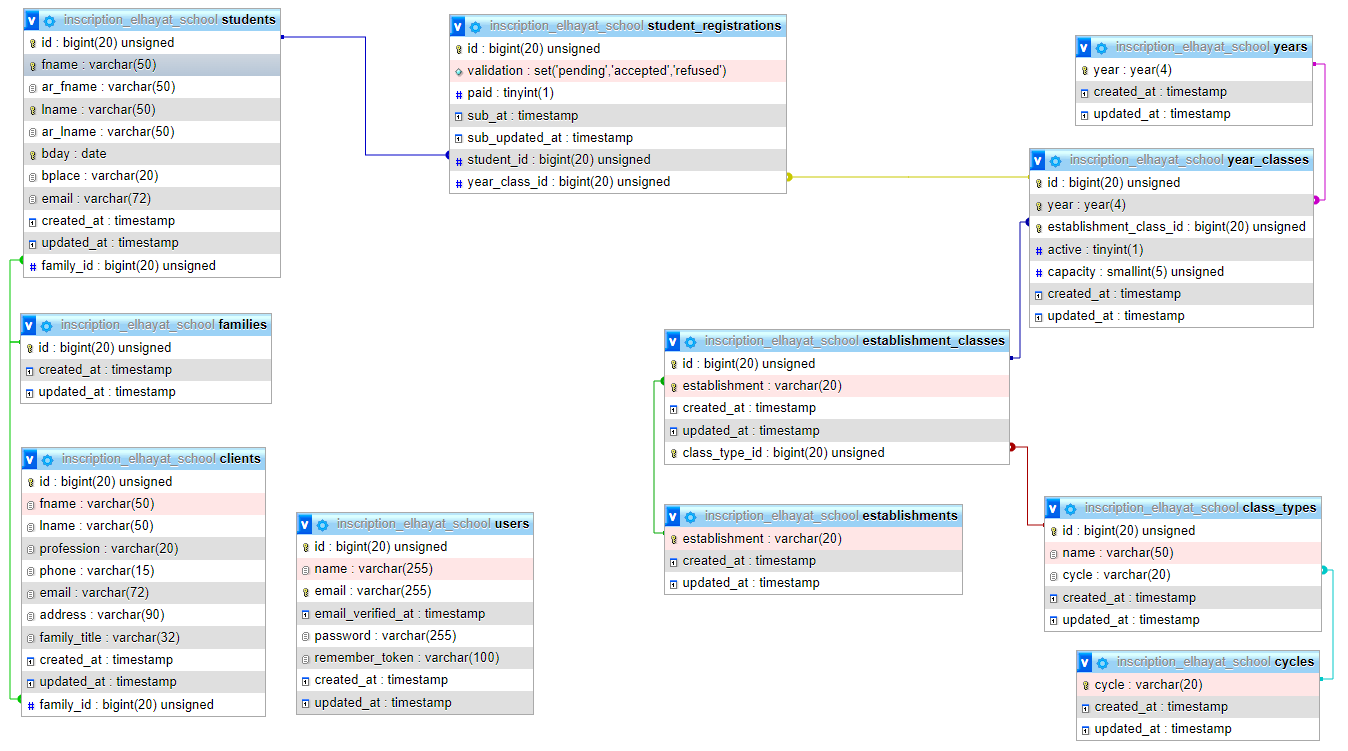 inscription_elhayat_school students
id : bigint(20) unsigned
fname : varchar(50)
ar_fname : varchar(50)
lname : varchar(50)
ar_lname : varchar(50)
bday : date
bplace : varchar(20)
email : varchar(72)
created_at : timestamp
updated_at : timestamp
family_id : bigint(20) unsigned
inscription_elhayat_school student_registrations
id : bigint(20) unsigned
validation : set('pending','accepted','refused')
paid : tinyint(1)
sub_at : timestamp
sub_updated_at : timestamp
student_id : bigint(20) unsigned
year_class_id : bigint(20) unsigned
inscription_elhayat_school years
year : year(4)
created_at : timestamp
updated_at : timestamp
inscription_elhayat_school year_classes
id : bigint(20) unsigned
year : year(4)
establishment_class_id : bigint(20) unsigned
active : tinyint(1)
capacity : smallint(5) unsigned
created_at : timestamp
updated_at : timestamp
inscription_elhayat_school families
id : bigint(20) unsigned
created_at : timestamp
updated_at : timestamp
inscription_elhayat_school establishment_classes
id : bigint(20) unsigned
establishment : varchar(20)
created_at : timestamp
updated_at : timestamp
class_type_id : bigint(20) unsigned
inscription_elhayat_school clients
id : bigint(20) unsigned
fname : varchar(50)
lname : varchar(50)
profession : varchar(20)
phone : varchar(15)
email : varchar(72)
address : varchar(90)
family_title : varchar(32)
created_at : timestamp
updated_at : timestamp
family_id : bigint(20) unsigned
inscription_elhayat_school users
id : bigint(20) unsigned
name : varchar(255)
email : varchar(255)
email_verified_at : timestamp
password : varchar(255)
remember_token : varchar(100)
created_at : timestamp
updated_at : timestamp
inscription_elhayat_school establishments
establishment : varchar(20)
created_at : timestamp
updated_at : timestamp
inscription_elhayat_school class_types
id : bigint(20) unsigned
name : varchar(50)
cycle : varchar(20)
created_at : timestamp
updated_at : timestamp
inscription_elhayat_school cycles
cycle : varchar(20)
created_at : timestamp
updated_at : timestamp